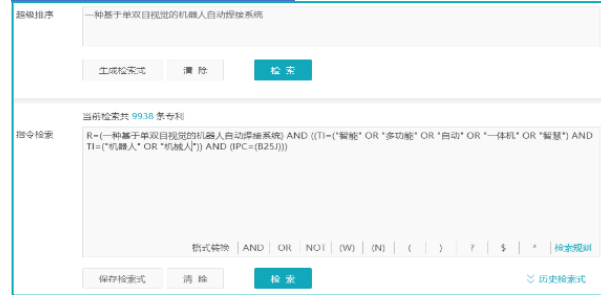 超级排序
一种基于单双目视觉的机器人自动焊接系统
生成检索式 清 除 检 索
当前检索共 9938 条专利
指令检索
R=(一种基于单双目视觉的机器人自动焊接系统) AND ((TI=("智能" OR "多功能" OR "自动" OR "一体机" OR "智慧") AND
TI=("机器人" OR "机械人")) AND (IPC=(B25J)))
格式转换 | AND | OR | NOT | (W) | (N) | ( | ) | ? | $ | * | 检索规则
保存检索式 清 除 检 索 历史检索式